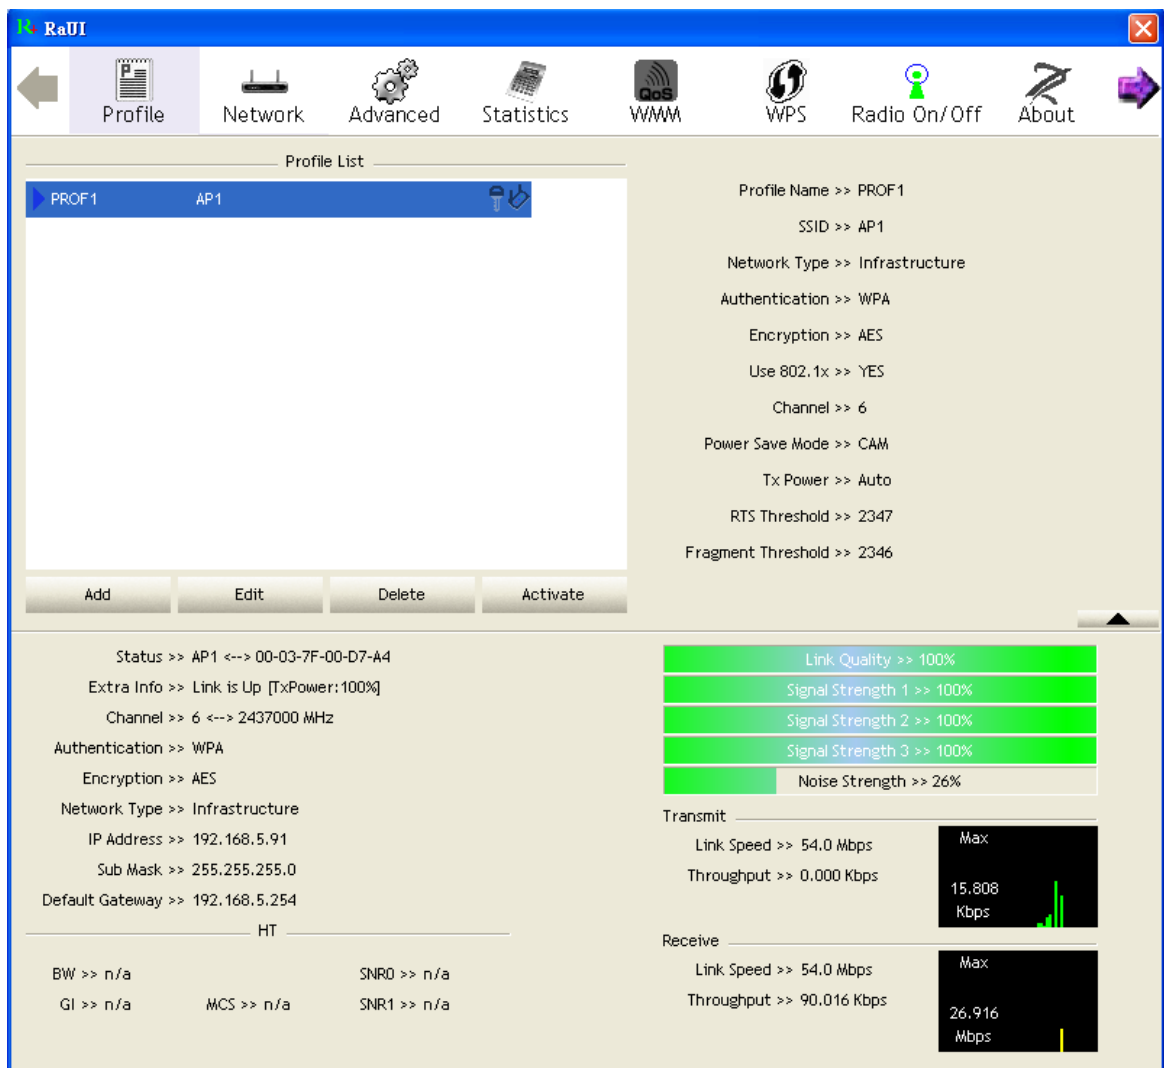 RaUI
Profile
Network
Advanced
Statistics
QoS
WMM
WPS
Radio On/Off
About
Profile List
PROF1 AP1
Profile Name >> PROF1
SSID >> AP1
Network Type >> Infrastructure
Authentication >> WPA
Encryption >> AES
Use 802.1x >> YES
Channel >> 6
Power Save Mode >> CAM
Tx Power >> Auto
RTS Threshold >> 2347
Fragment Threshold >> 2346
Add
Edit
Delete
Activate
Status >> AP1 <--> 00-03-7F-00-D7-A4
Extra Info >> Link is Up [TxPower:100%]
Channel >> 6 <--> 2437000 MHz
Authentication >> WPA
Encryption >> AES
Network Type >> Infrastructure
IP Address >> 192.168.5.91
Sub Mask >> 255.255.255.0
Default Gateway >> 192.168.5.254
HT
BW >> n/a SNR0 >> n/a
GI >> n/a MCS >> n/a SNR1 >> n/a
Link Quality >> 100%
Signal Strength 1 >> 100%
Signal Strength 2 >> 100%
Signal Strength 3 >> 100%
Noise Strength >> 26%
Transmit
Link Speed >> 54.0 Mbps
Throughput >> 0.000 Kbps
Max
15.808
Kbps
Receive
Link Speed >> 54.0 Mbps
Throughput >> 90.016 Kbps
Max
26.916
Mbps